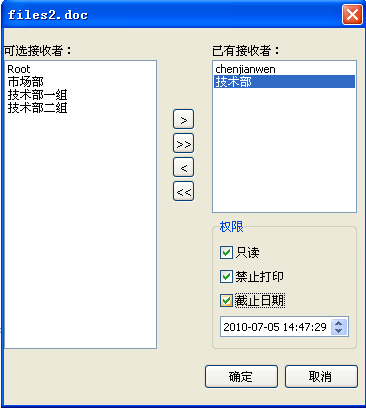 files2.doc
可选接收者：
Root
市场部
技术部一组
技术部二组
>
>>
<
<<
已有接收者：
chenjianwen
技术部
权限
只读
禁止打印
截止日期
2010-07-05 14:47:29
确定
取消